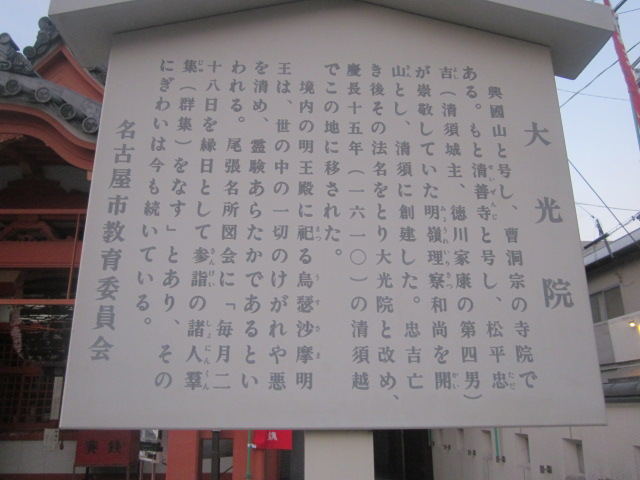 大光院
興國山と号し、曹洞宗の寺院で
ある。もと清善寺と号し、松平忠
吉(清須城主、徳川家康の第四男)
が崇敬していた明嶺理察和尚を開
山とし、清須に創建した。忠吉亡
き後その法名をとり大光院と改め、
慶長十五年(一六一〇)の清須越
でこの地に移された。
境内の明王殿に祀る烏瑟沙摩明
王は、世の中の一切のけがれや悪
を清め、霊験あらたかであるとい
われる。尾張名所図会に「毎月二
十八日を縁日として参詣の諸人羣
集(群集)をなす」とあり、その
にぎわいは今も続いている。
名古屋市教育委員会